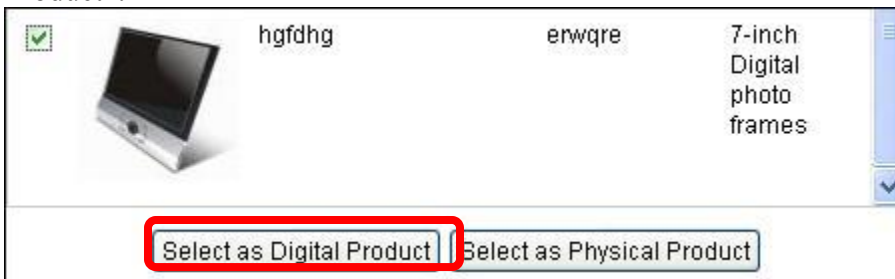 hgfdhg erwqre 7-inch
Digital
photo
frames
Select as Digital Product Select as Physical Product